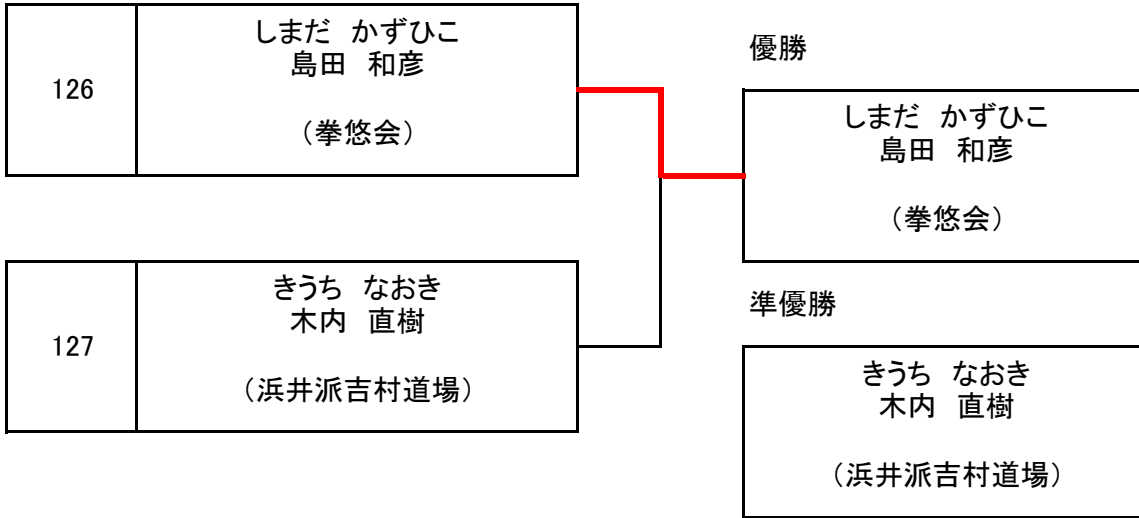 126
しまだ　かずひこ
島田　和彦
（拳悠会）
127
きうち　なおき
木内　直樹
（浜井派吉村道場）
優勝
しまだ　かずひこ
島田　和彦
（拳悠会）
準優勝
きうち　なおき
木内　直樹
（浜井派吉村道場）